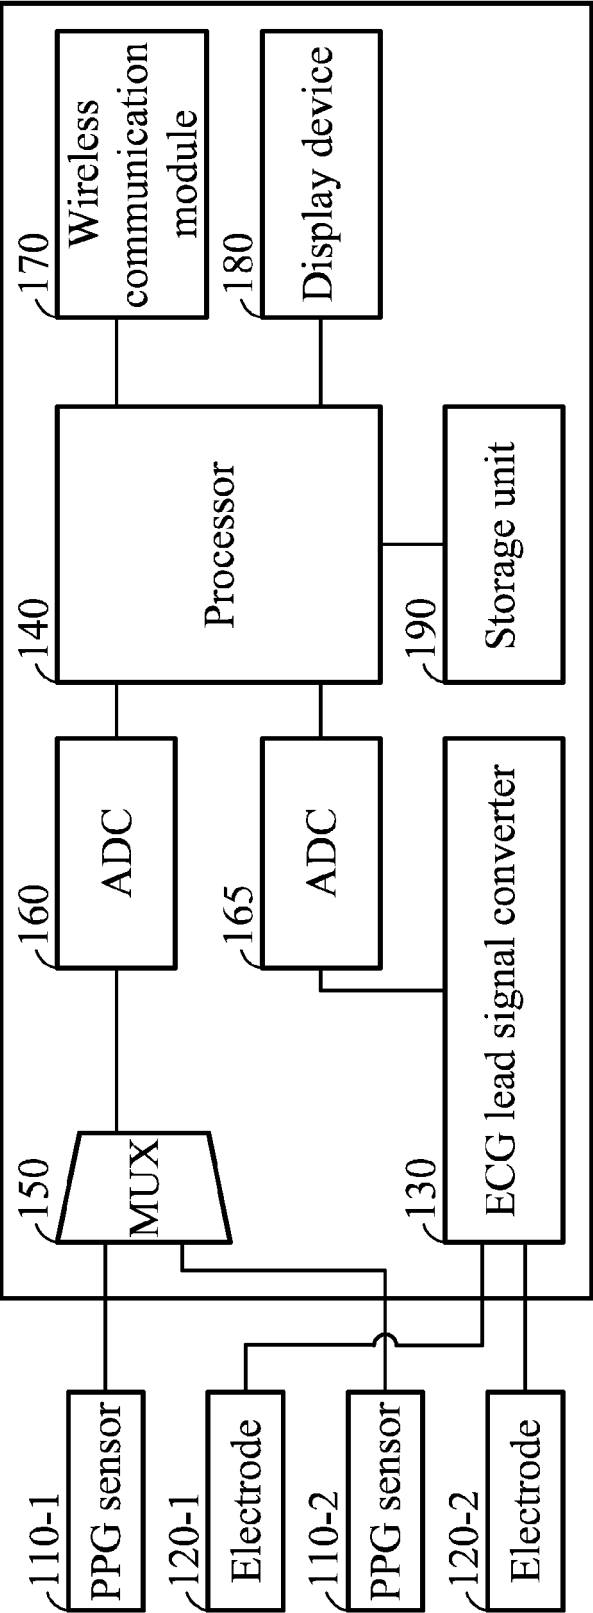 110-1
PPG sensor
120-1
Electrode
110-2
PPG sensor
120-2
Electrode
150
MUX
130
ECG lead signal converter
160
ADC
165
ADC
140
Processor
190
Storage unit
170
Wireless
communication
module
180
Display device